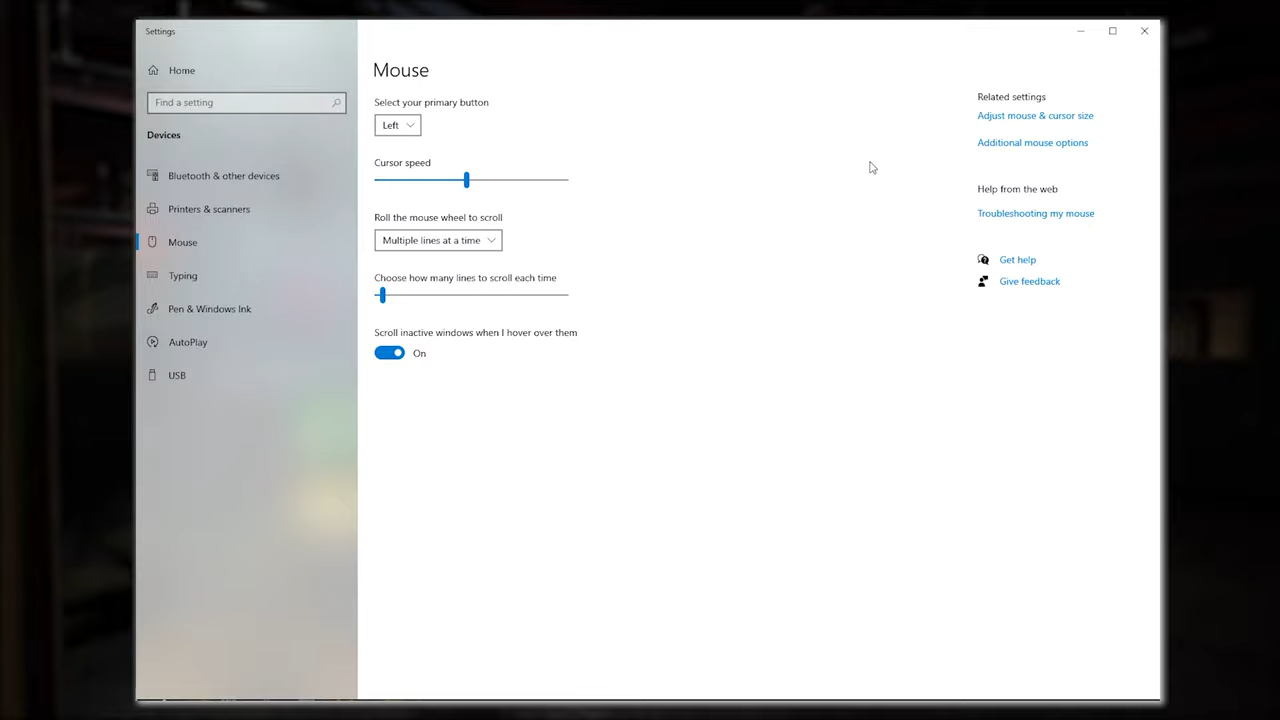 Settings
Home
Find a setting
Devices
Bluetooth & other devices
Printers & scanners
Mouse
Typing
Pen & Windows Ink
AutoPlay
USB
Mouse
Select your primary button
Left
Cursor speed
Roll the mouse wheel to scroll
Multiple lines at a time
Choose how many lines to scroll each time
Scroll inactive windows when I hover over them
On
Related settings
Adjust mouse & cursor size
Additional mouse options
Help from the web
Troubleshooting my mouse
Get help
Give feedback